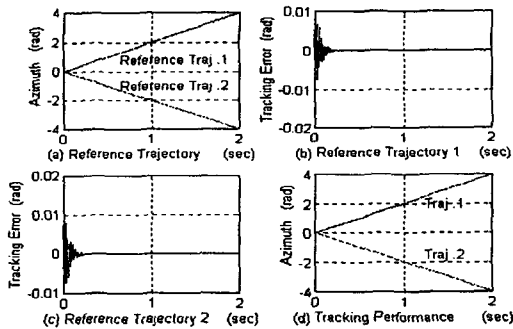 4
2
0
-2
-4
Azimuth (rad)
Reference Traj .1
Reference Traj .2
0 1 2
(a) Reference Trajectory (sec)
0.01
0
-0.01
-0.02
Tracking Error (rad)
0 1 2
(b) Reference Trajectory 1 (sec)
0.02
0.01
0
-0.01
Tracking Error (rad)
0 1 2
(c) Reference Trajectory 2 (sec)
4
2
0
-2
-4
Azimuth (rad)
Traj .1
Traj .2
0 1 2
(d) Tracking Performance (sec)